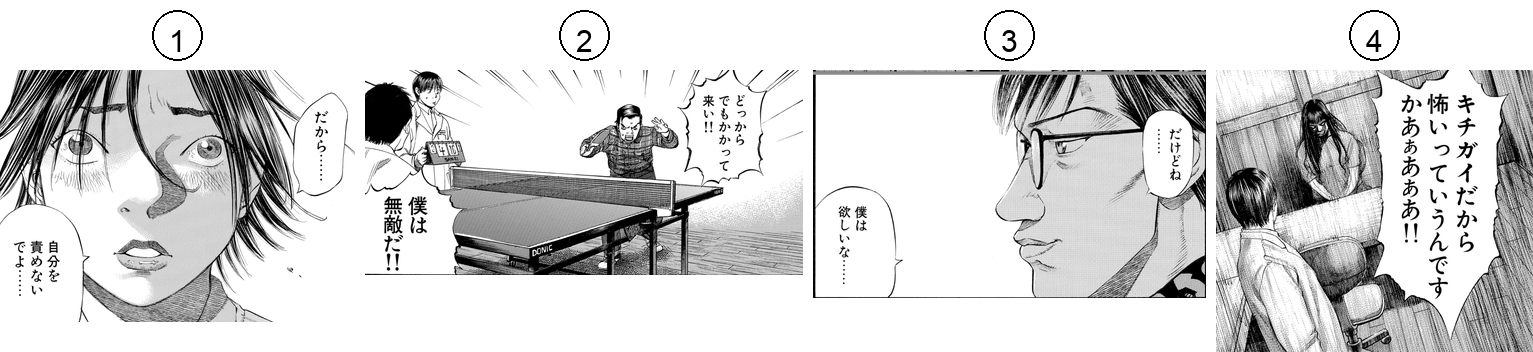 1
だから……
自分を
責めない
でよ……
2
どっから
でもかかって
来い!!
僕は
無敵だ!!
DONIC
3
だけどね
……
僕は
欲しいな……
4
キチガイだから
怖いっていうんです
かあぁあぁあ!!